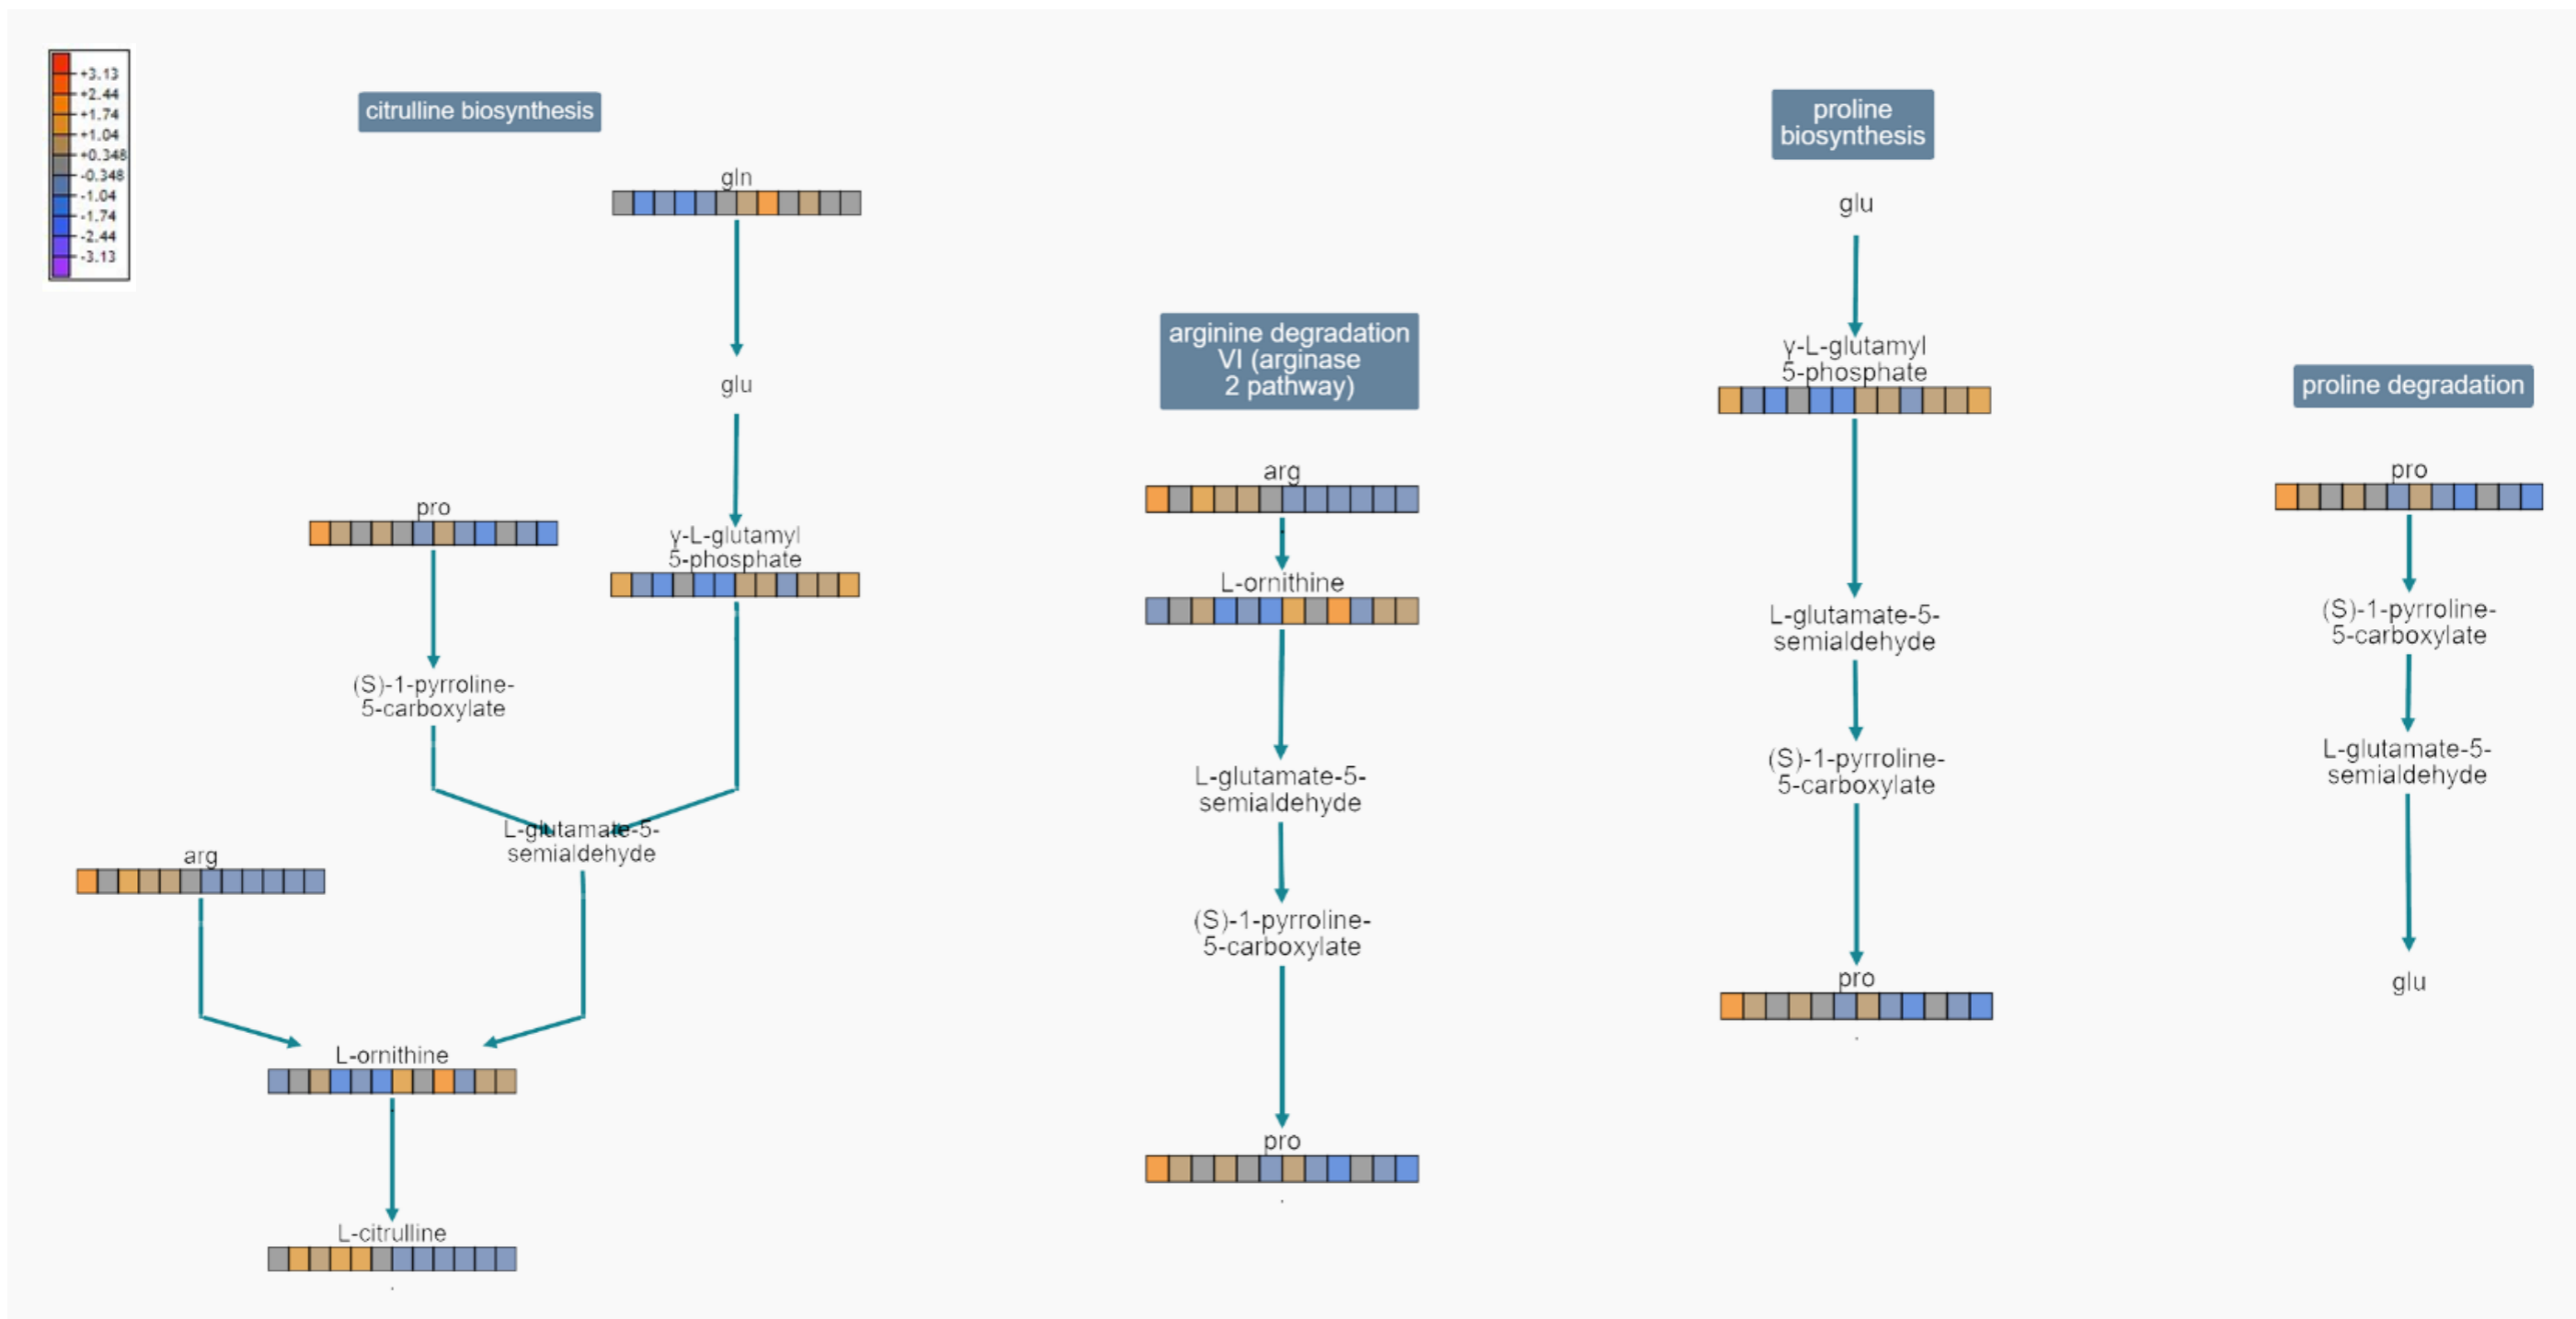 +3.13
+2.44
+1.74
+1.04
+0.348
-0.348
-1.04
-1.74
-2.44
-3.13
citrulline biosynthesis
gln
glu
pro
γ-L-glutamyl
5-phosphate
(S)-1-pyrroline-
5-carboxylate
L-glutamate-5-
semialdehyde
arg
L-ornithine
L-citrulline
arginine degradation
VI (arginase
2 pathway)
arg
L-ornithine
L-glutamate-5-
semialdehyde
(S)-1-pyrroline-
5-carboxylate
pro
proline
biosynthesis
glu
γ-L-glutamyl
5-phosphate
L-glutamate-5-
semialdehyde
(S)-1-pyrroline-
5-carboxylate
pro
proline degradation
pro
(S)-1-pyrroline-
5-carboxylate
L-glutamate-5-
semialdehyde
glu